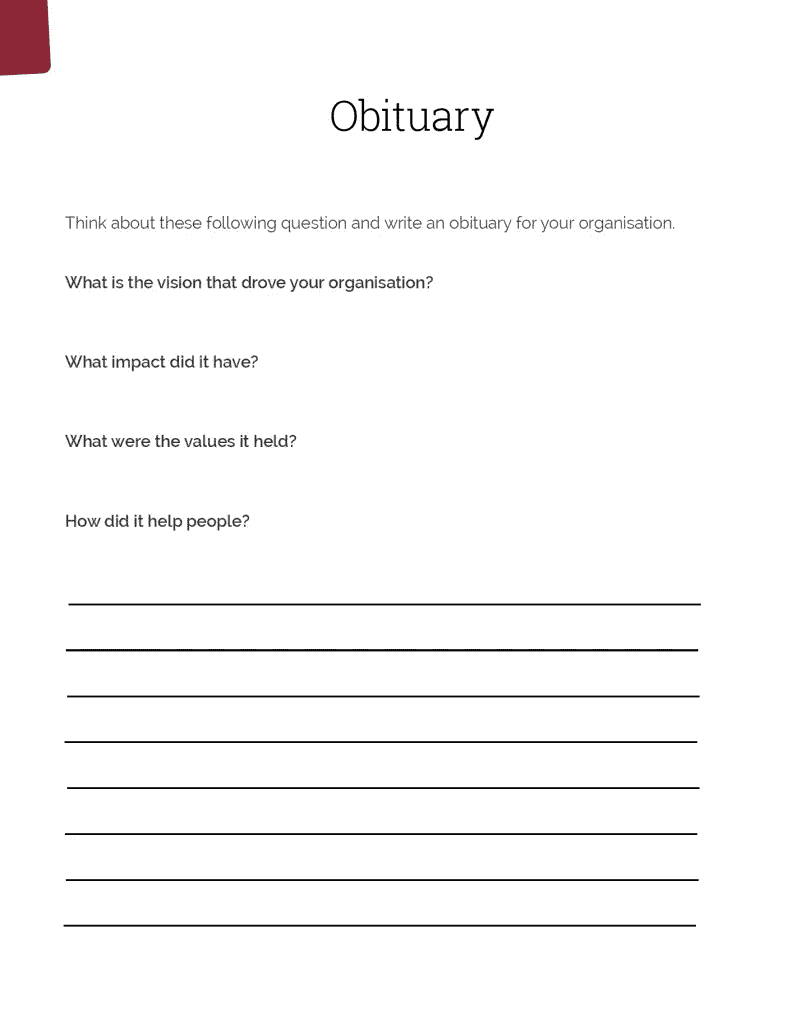 Obituary
Think about these following question and write an obituary for your organisation.
What is the vision that drove your organisation?
What impact did it have?
What were the values it held?
How did it help people?